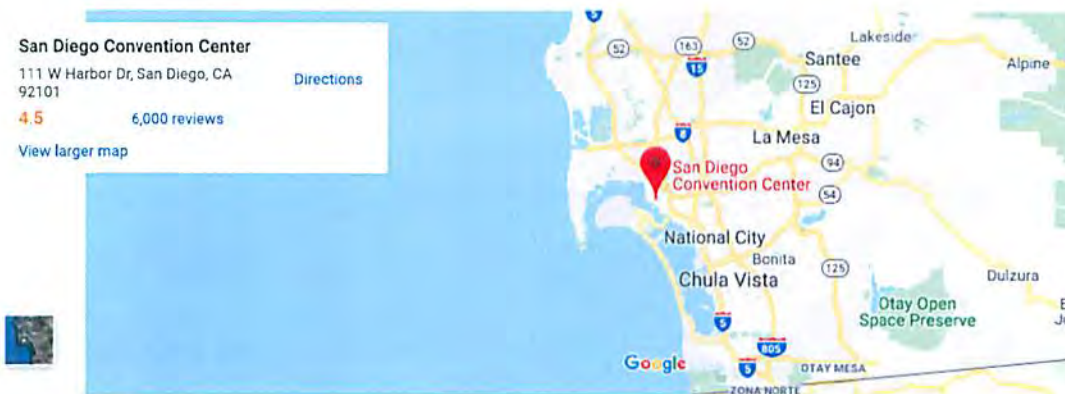 San Diego Convention Center
111 W Harbor Dr, San Diego, CA
92101
Directions
4.5
6,000 reviews
View larger map
5
52
163
52
Lakeside
Santee
Alpine
15
125
El Cajon
8
La Mesa
San Diego
Convention Center
94
54
National City
Bonita
125
Chula Vista
Dulzura
Otay Open
Space Preserve
5
805
Google
5
OTAY MESA
ZONA NORTE